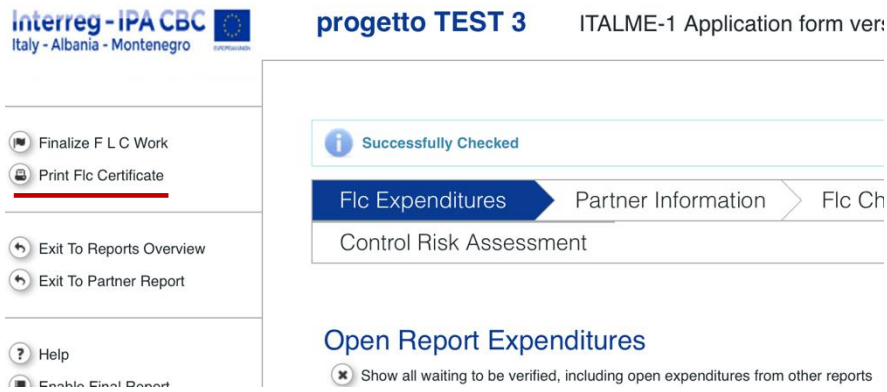 Interreg - IPA CBC
Italy - Albania - Montenegro
EUROPEAN UNION
progetto TEST 3
ITALME-1 Application form vers
Finalize F L C Work
Print Flc Certificate
Exit To Reports Overview
Exit To Partner Report
Help
Enable Final Report
Successfully Checked
Flc Expenditures
Partner Information
Flc Ch
Control Risk Assessment
Open Report Expenditures
Show all waiting to be verified, including open expenditures from other reports